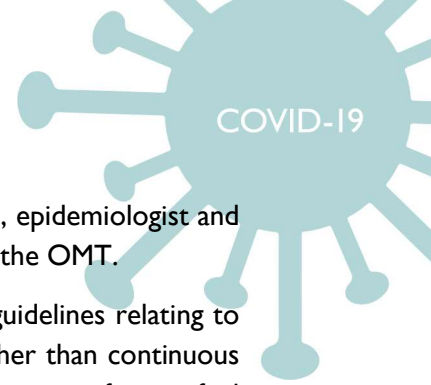 COVID-19
, epidemiologist and
the OMT.
guidelines relating to
her than continuous